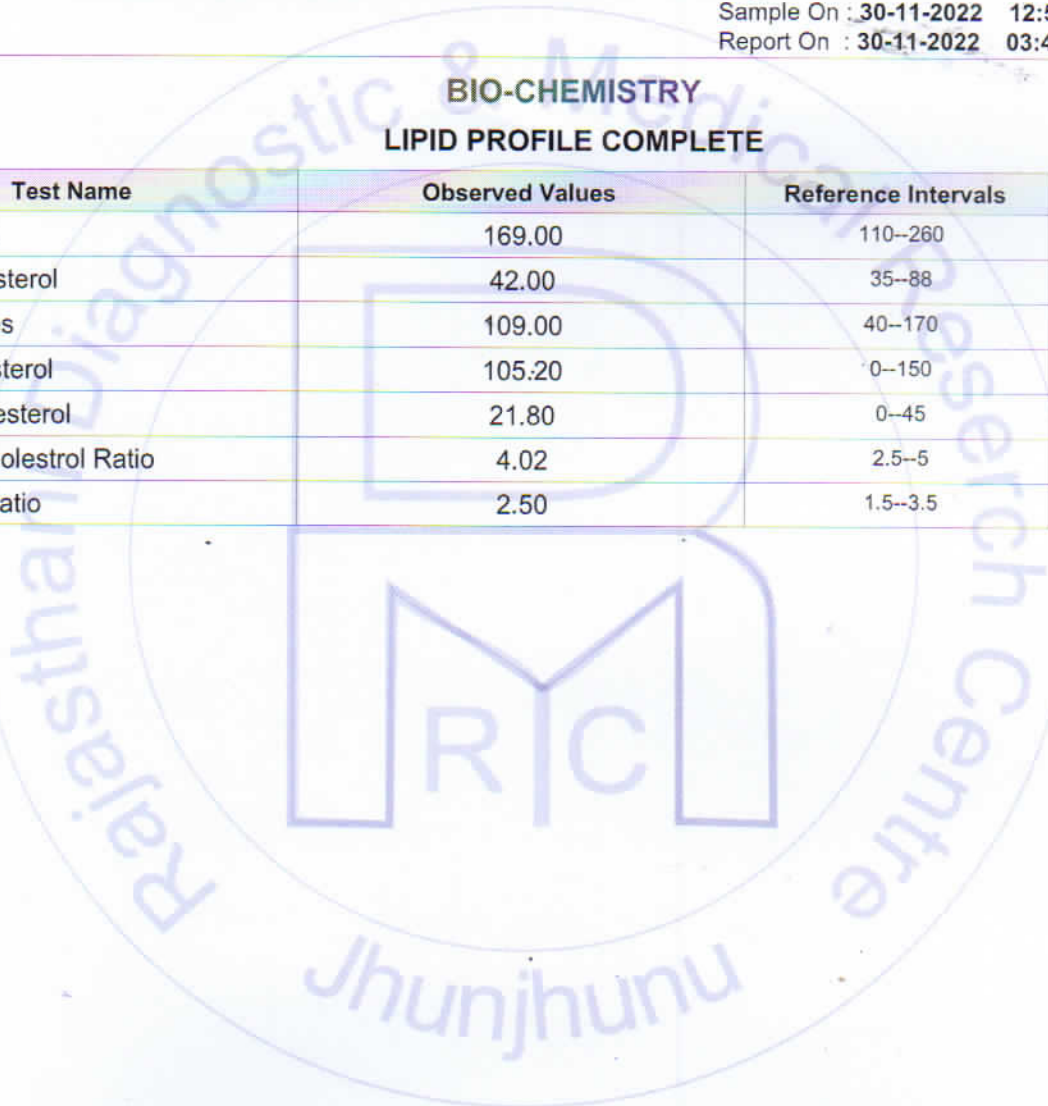 Sample On : 30-11-2022 12:5
Report On : 30-11-2022 03:4
BIO-CHEMISTRY
LIPID PROFILE COMPLETE
Test Name Observed Values Reference Intervals
169.00 110--260
sterol 42.00 35--88
s 109.00 40--170
sterol 105.20 0--150
esterol 21.80 0--45
olestrol Ratio 4.02 2.5--5
atio 2.50 1.5--3.5
Rajasthani Diagnostic & Medical Reserch Centre
Jhunjhunu
D
M
R C